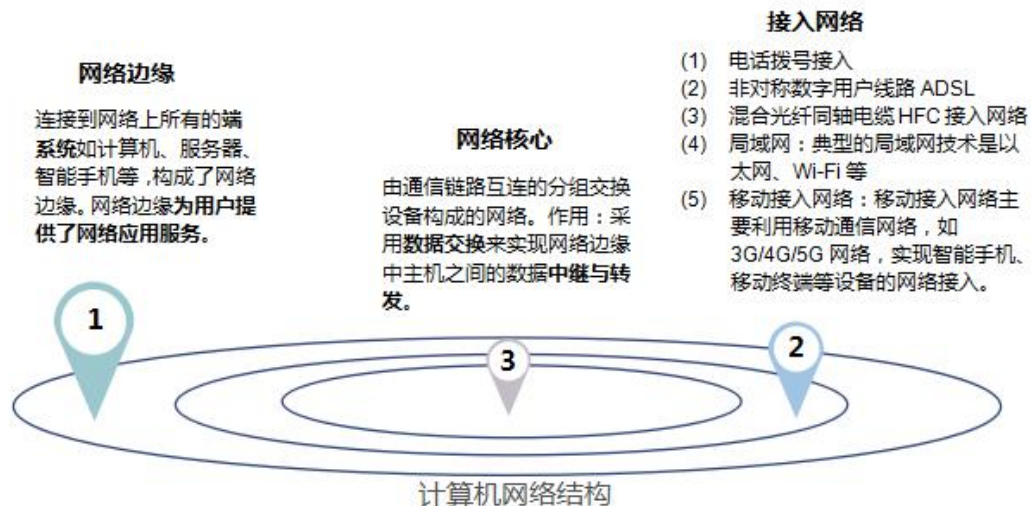 网络边缘
连接到网络上所有的端
系统如计算机、服务器、
智能手机等,构成了网络
边缘。网络边缘为用户提
供了网络应用服务。
网络核心
由通信链路互连的分组交换
设备构成的网络。作用：采
用数据交换来实现网络边缘
中主机之间的数据中继与转
发。
接入网络
(1) 电话拨号接入
(2) 非对称数字用户线路 ADSL
(3) 混合光纤同轴电缆 HFC 接入网络
(4) 局域网：典型的局域网技术是以
太网、Wi-Fi 等
(5) 移动接入网络：移动接入网络主
要利用移动通信网络，如
3G/4G/5G 网络，实现智能手机、
移动终端等设备的网络接入。
1
3
2
计算机网络结构